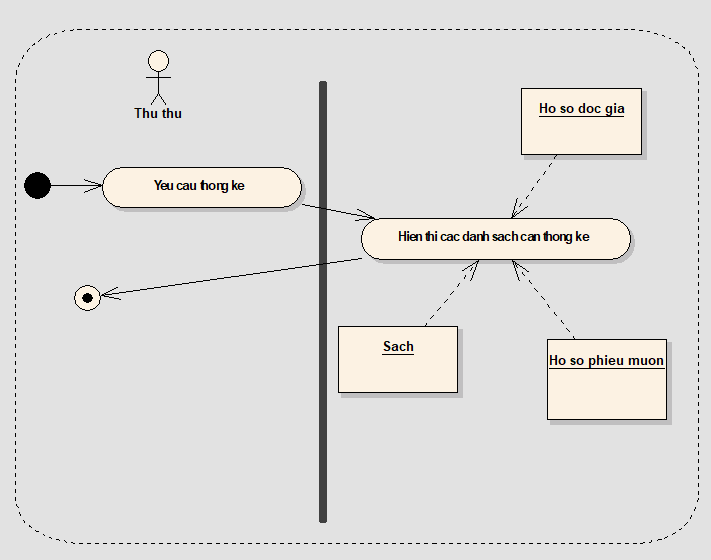 Thu thu
Ho so doc gia
Yeu cau thong ke
Hien thi cac danh sach can thong ke
Sach
Ho so phieu muon